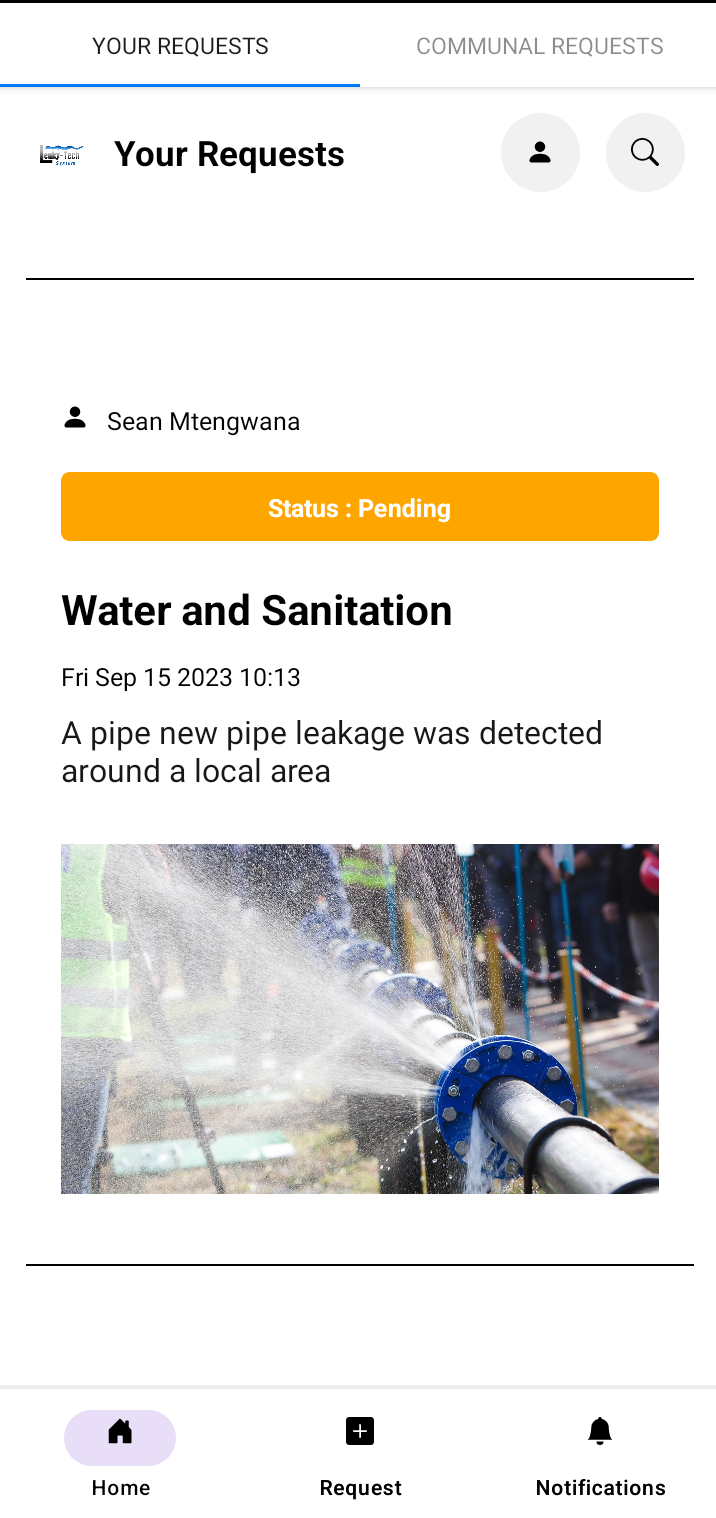 YOUR REQUESTS COMMUNAL REQUESTS
Leaky-Tech
System
Your Requests
Sean Mtengwana
Status : Pending
Water and Sanitation
Fri Sep 15 2023 10:13
A pipe new pipe leakage was detected
around a local area
Home Request Notifications